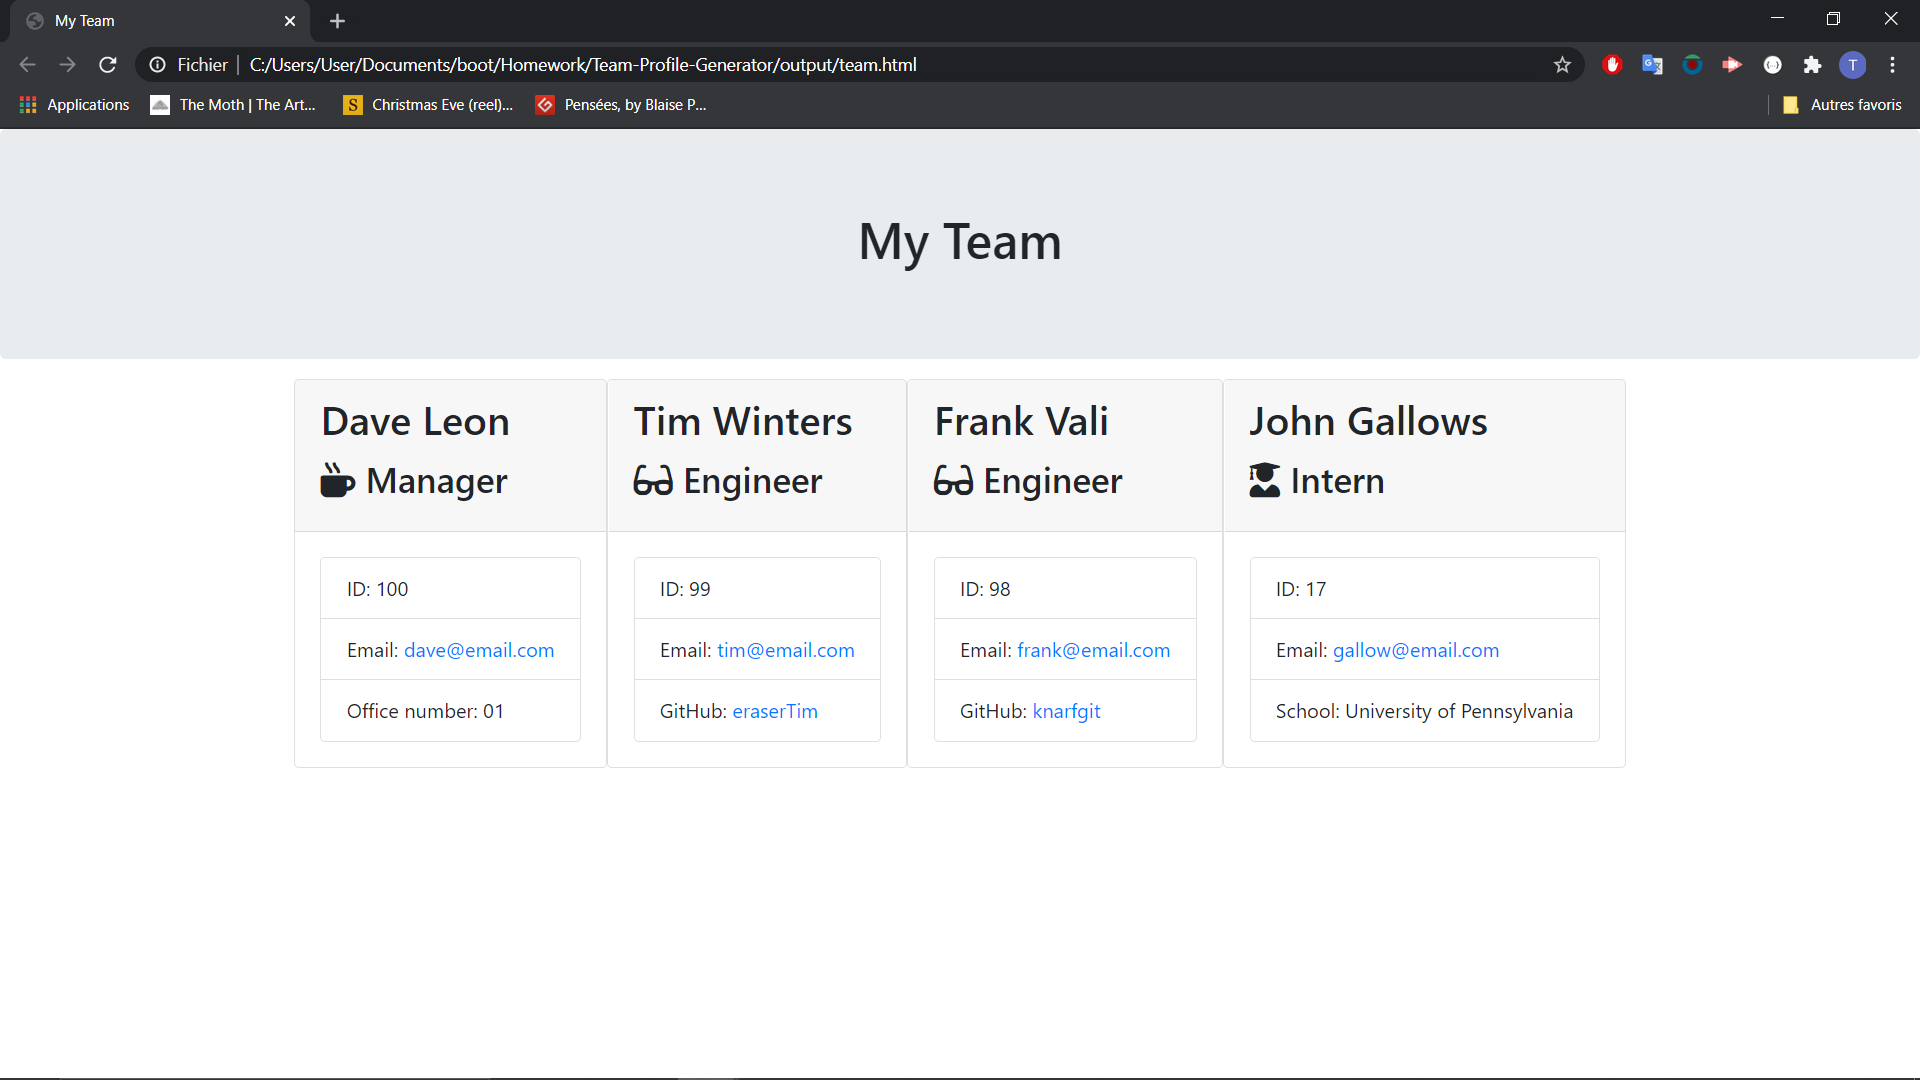 My Team
Fichier | C:/Users/User/Documents/boot/Homework/Team-Profile-Generator/output/team.html
T
Applications The Moth | The Art... S Christmas Eve (reel)... Pensées, by Blaise P... Autres favoris
My Team
Dave Leon
Manager
ID: 100
Email: dave@email.com
Office number: 01
Tim Winters
Engineer
ID: 99
Email: tim@email.com
GitHub: eraserTim
Frank Vali
Engineer
ID: 98
Email: frank@email.com
GitHub: knarfgit
John Gallows
Intern
ID: 17
Email: gallow@email.com
School: University of Pennsylvania